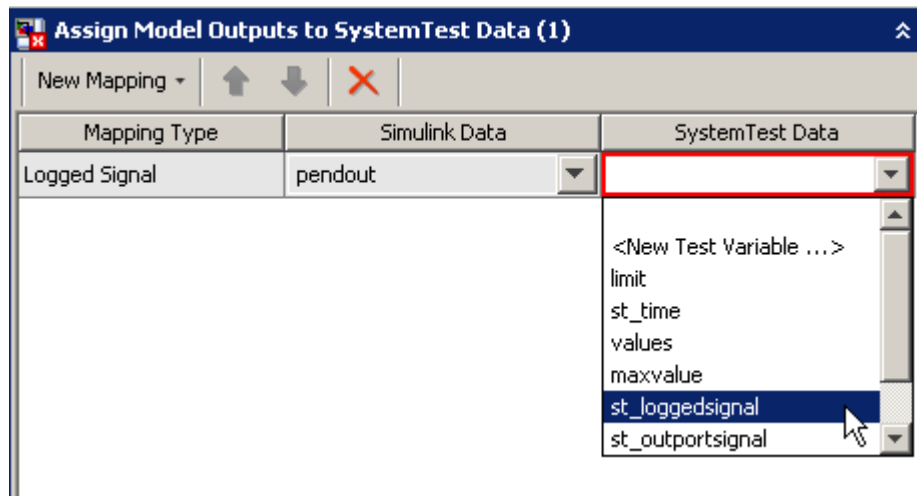 Assign Model Outputs to SystemTest Data (1)
New Mapping
Mapping Type Simulink Data SystemTest Data
Logged Signal pendout
<New Test Variable ...>
limit
st_time
values
maxvalue
st_loggedsignal
st_outportsignal